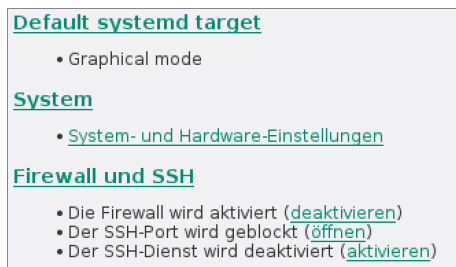 Default systemd target
• Graphical mode
System
• System- und Hardware-Einstellungen
Firewall und SSH
• Die Firewall wird aktiviert (deaktivieren)
• Der SSH-Port wird geblockt (öffnen)
• Der SSH-Dienst wird deaktiviert (aktivieren)